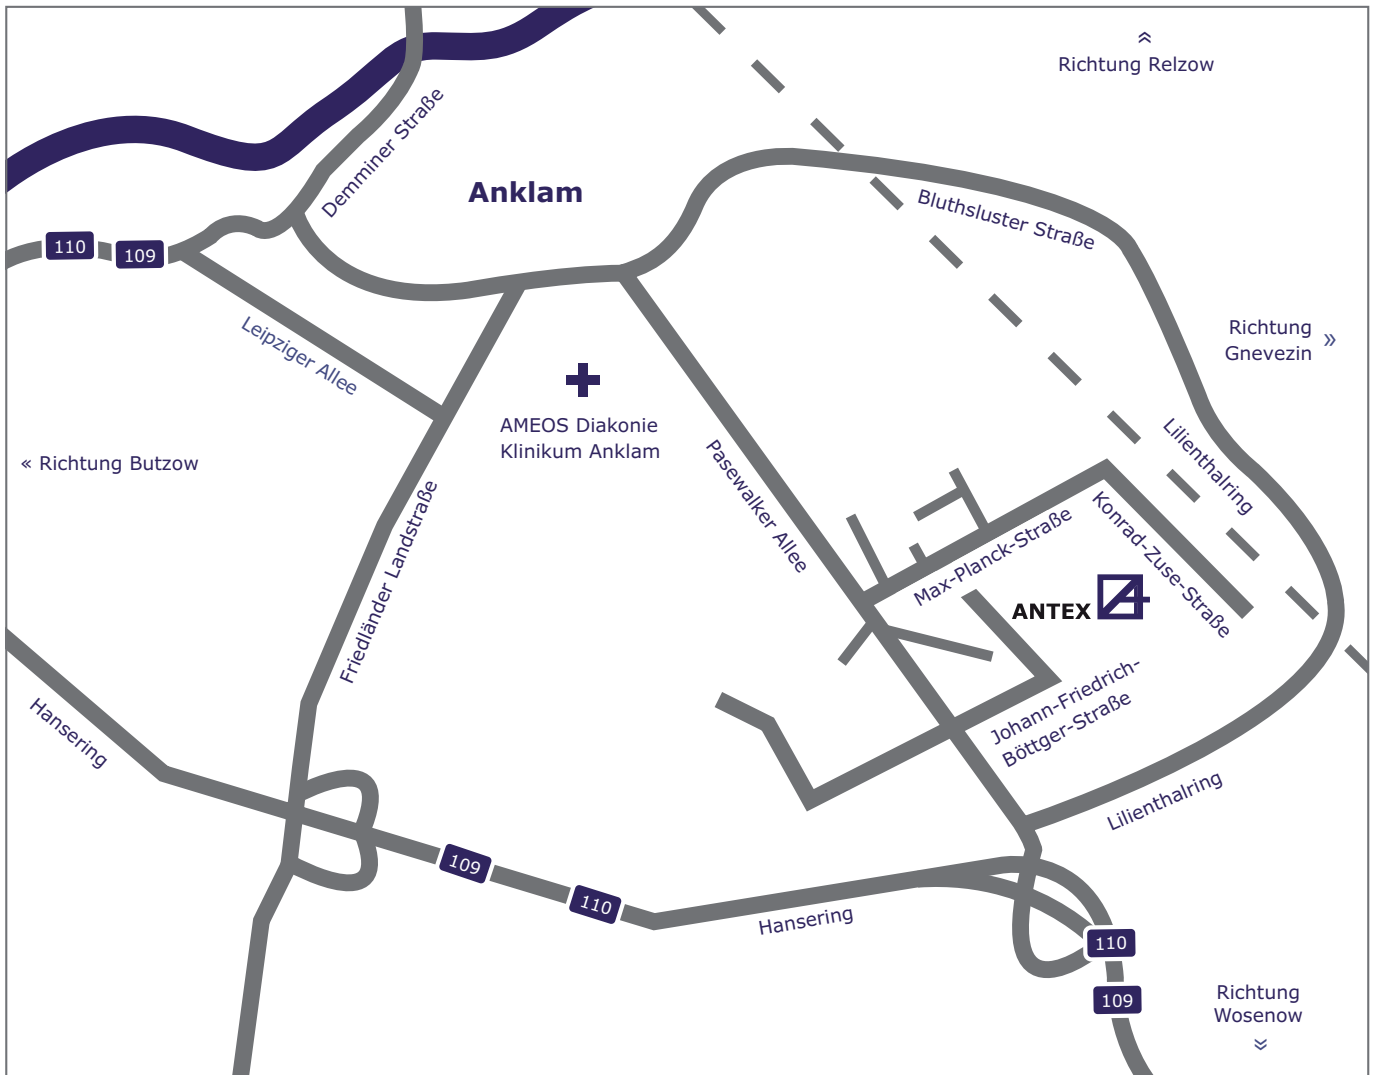 »
Richtung Relzow
Demminer Straße
Anklam
Bluthsluster Straße
110
109
Leipziger Allee
Richtung »
Gnevezin
AMEOS Diakonie
Klinikum Anklam
« Richtung Butzow
Pasewalker Allee
Lilienthalring
Friedländer Landstraße
Max-Planck-Straße
Konrad-Zuse-Straße
ANTEX
Johann-Friedrich-
Böttger-Straße
Hansering
Lilienthalring
109
110
Hansering
110
109
Richtung
Wosenow
»